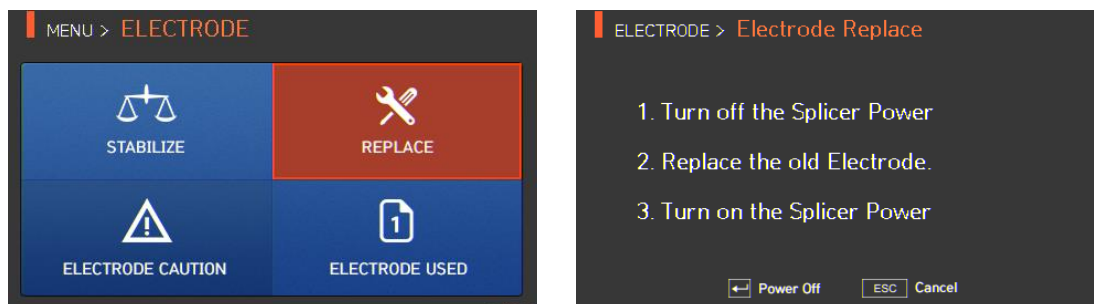 MENU > ELECTRODE
STABILIZE
REPLACE
ELECTRODE CAUTION
1
ELECTRODE USED
ELECTRODE > Electrode Replace
1. Turn off the Splicer Power
2. Replace the old Electrode.
3. Turn on the Splicer Power
Power Off ESC Cancel